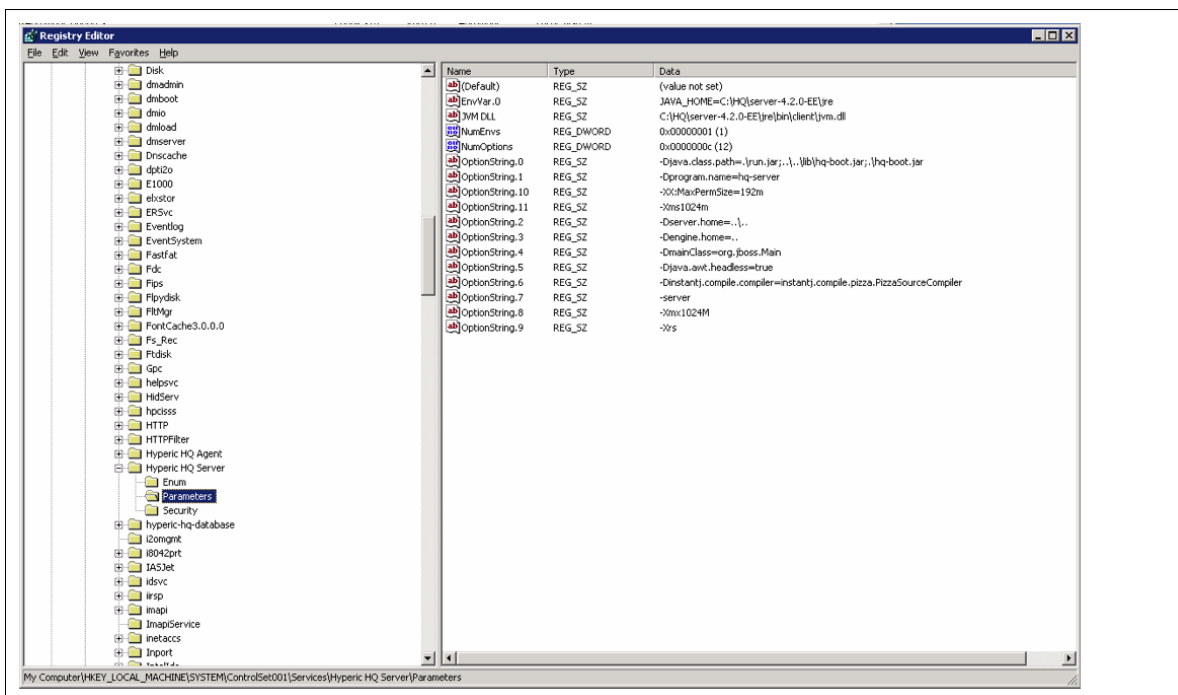 Registry Editor
File Edit View Favorites Help
Disk
dmadmin
dmboot
dmio
dmload
dmserver
Dnscache
dpti2o
E1000
elxstor
ERSvc
Eventlog
EventSystem
Fastfat
Fdc
Fips
Flpydisk
FltMgr
FontCache3.0.0.0
Fs_Rec
Ftdisk
Gpc
helpsvc
HidServ
hpcisss
HTTP
HTTPFilter
Hyperic HQ Agent
Hyperic HQ Server
Enum
Parameters
Security
hyperic-hq-database
i2omgmt
i8042prt
IASJet
idsvc
iirsp
imapi
ImapiService
inetaccs
Inport
Name Type Data
(Default) REG_SZ (value not set)
EnvVar.0 REG_SZ JAVA_HOME=C:\HQ\server-4.2.0-EE\jre
JVM DLL REG_SZ C:\HQ\server-4.2.0-EE\jre\bin\client\jvm.dll
NumEnvs REG_DWORD 0x00000001 (1)
NumOptions REG_DWORD 0x0000000c (12)
OptionString.0 REG_SZ -Djava.class.path=.\run.jar;..\..\lib\hq-boot.jar;.\hq-boot.jar
OptionString.1 REG_SZ -Dprogram.name=hq-server
OptionString.10 REG_SZ -XX:MaxPermSize=192m
OptionString.11 REG_SZ -Xms1024m
OptionString.2 REG_SZ -Dserver.home=..\..
OptionString.3 REG_SZ -Dengine.home=..
OptionString.4 REG_SZ -DmainClass=org.jboss.Main
OptionString.5 REG_SZ -Djava.awt.headless=true
OptionString.6 REG_SZ -Dinstantj.compile.compiler=instantj.compile.pizza.PizzaSourceCompiler
OptionString.7 REG_SZ -server
OptionString.8 REG_SZ -Xmx1024M
OptionString.9 REG_SZ -Xrs
My Computer\HKEY_LOCAL_MACHINE\SYSTEM\ControlSet001\Services\Hyperic HQ Server\Parameters